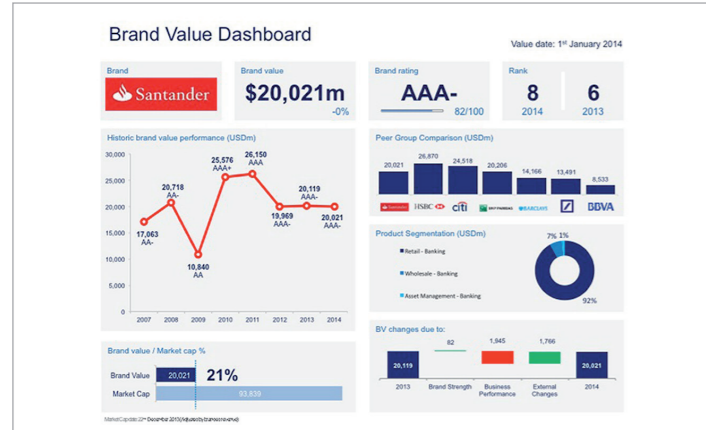 Brand Value Dashboard
Value date: 1st January 2014
Brand
Santander
Brand value
$20,021m
-0%
Brand rating
AAA-
82/100
Rank
8
2014
6
2013
Historic brand value performance (USDm)
30,000
25,000
20,000
15,000
10,000
5,000
0
17,063
AA-
20,718
AA-
10,840
AA
25,576
AAA+
26,150
AAA
19,969
AAA-
20,119
AAA-
20,021
AAA-
2007 2008 2009 2010 2011 2012 2013 2014
Peer Group Comparison (USDm)
20,021 26,870 24,518 20,206 14,166 13,491 8,533
Santander HSBC citi BNP PARIBAS BARCLAYS BBVA
Product Segmentation (USDm)
Retail - Banking
Wholesale - Banking
Asset Management - Banking
7% 1%
92%
Brand value / Market cap %
Brand Value 20,021 21%
Market Cap 93,839
BV changes due to:
20,119 82 1,945 1,766 20,021
2013 Brand Strength Business Performance External Changes 2014